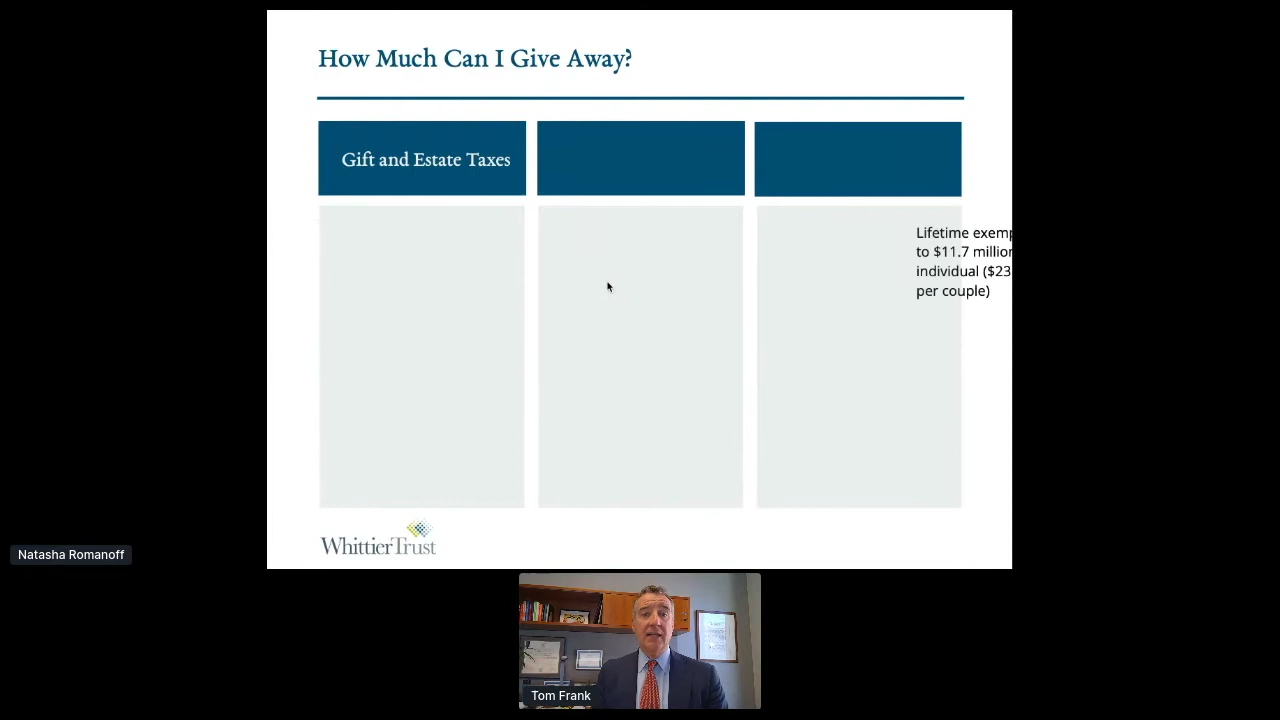 How Much Can I Give Away?
Gift and Estate Taxes
Lifetime exemp
to $11.7 million
individual ($23
per couple)
WhittierTrust
Natasha Romanoff
Tom Frank